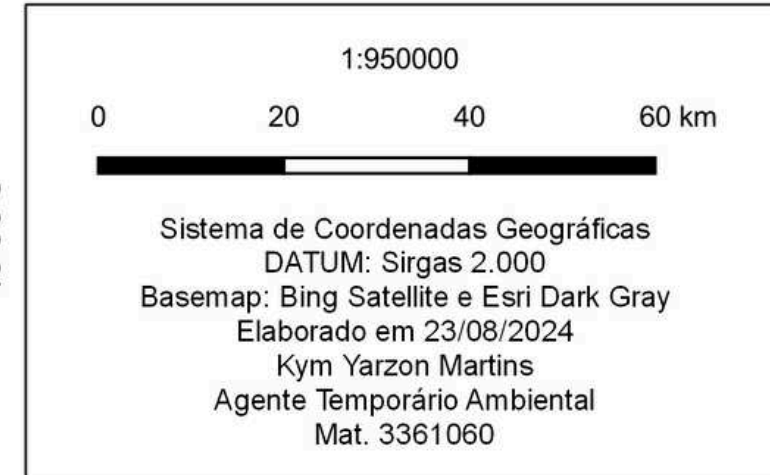 1:950000
0 20 40 60 km
Sistema de Coordenadas Geográficas
DATUM: Sirgas 2.000
Basemap: Bing Satellite e Esri Dark Gray
Elaborado em 23/08/2024
Kym Yarzon Martins
Agente Temporário Ambiental
Mat. 3361060